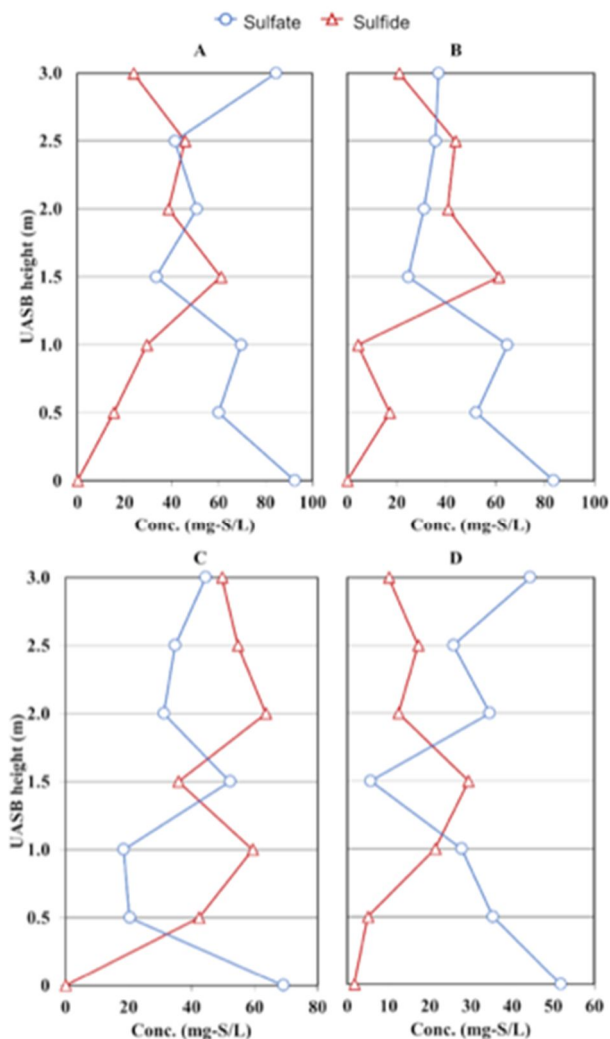 Sulfate Sulfide
A B
3.0
2.5
2.0
1.5
1.0
0.5
0
UASB height (m)
0 20 40 60 80 100
Conc. (mg-S/L)
0 20 40 60 80 100
Conc. (mg-S/L)
C D
3.0
2.5
2.0
1.5
1.0
0.5
0
UASB height (m)
0 20 40 60 80
Conc. (mg-S/L)
0 10 20 30 40 50 60
Conc. (mg-S/L)